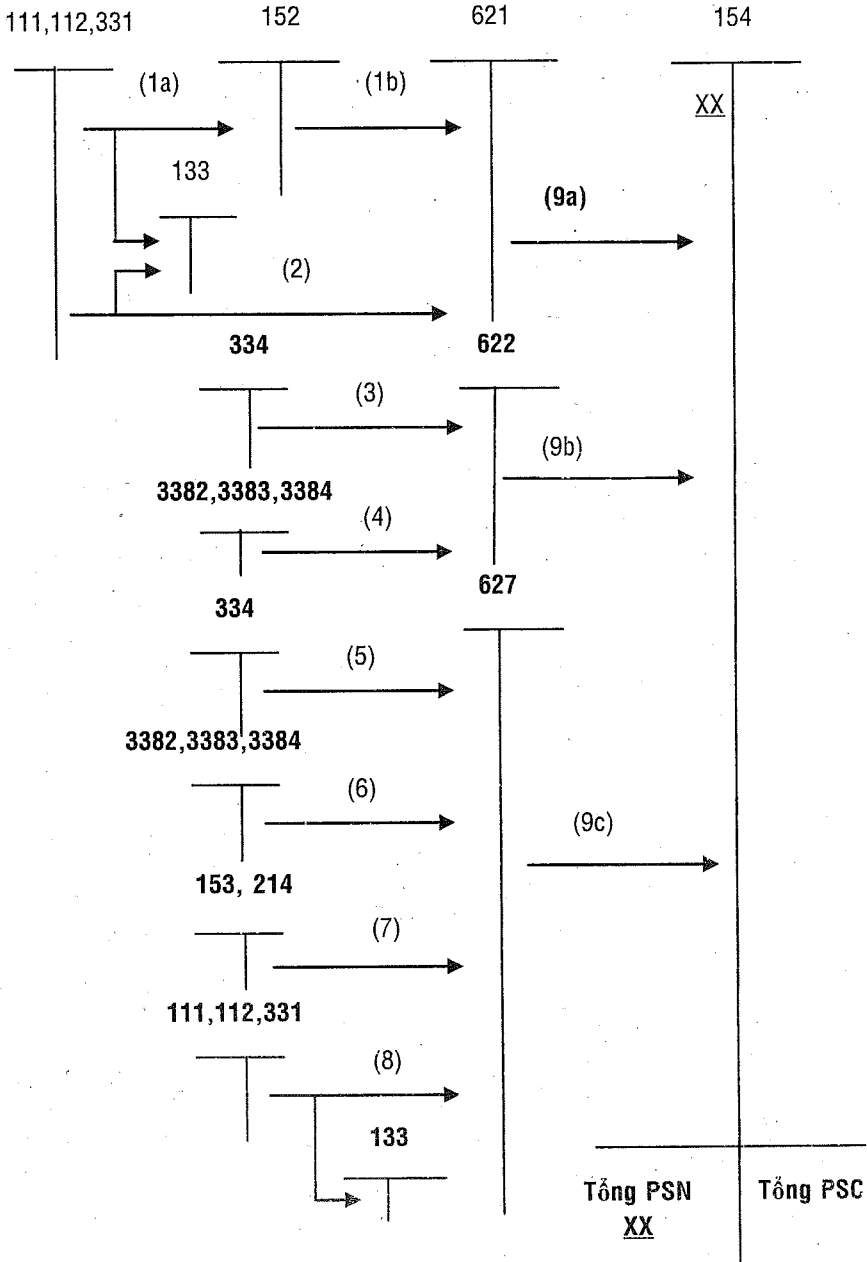 111,112,331 152 621 154
(1a) (1b) XX
133 (9a)
(2)
334 622
(3)
(9b)
3382,3383,3384
(4)
627
334
(5)
3382,3383,3384
(6)
(9c)
153, 214
(7)
111,112,331
(8)
133
Tổng PSN Tổng PSC
XX